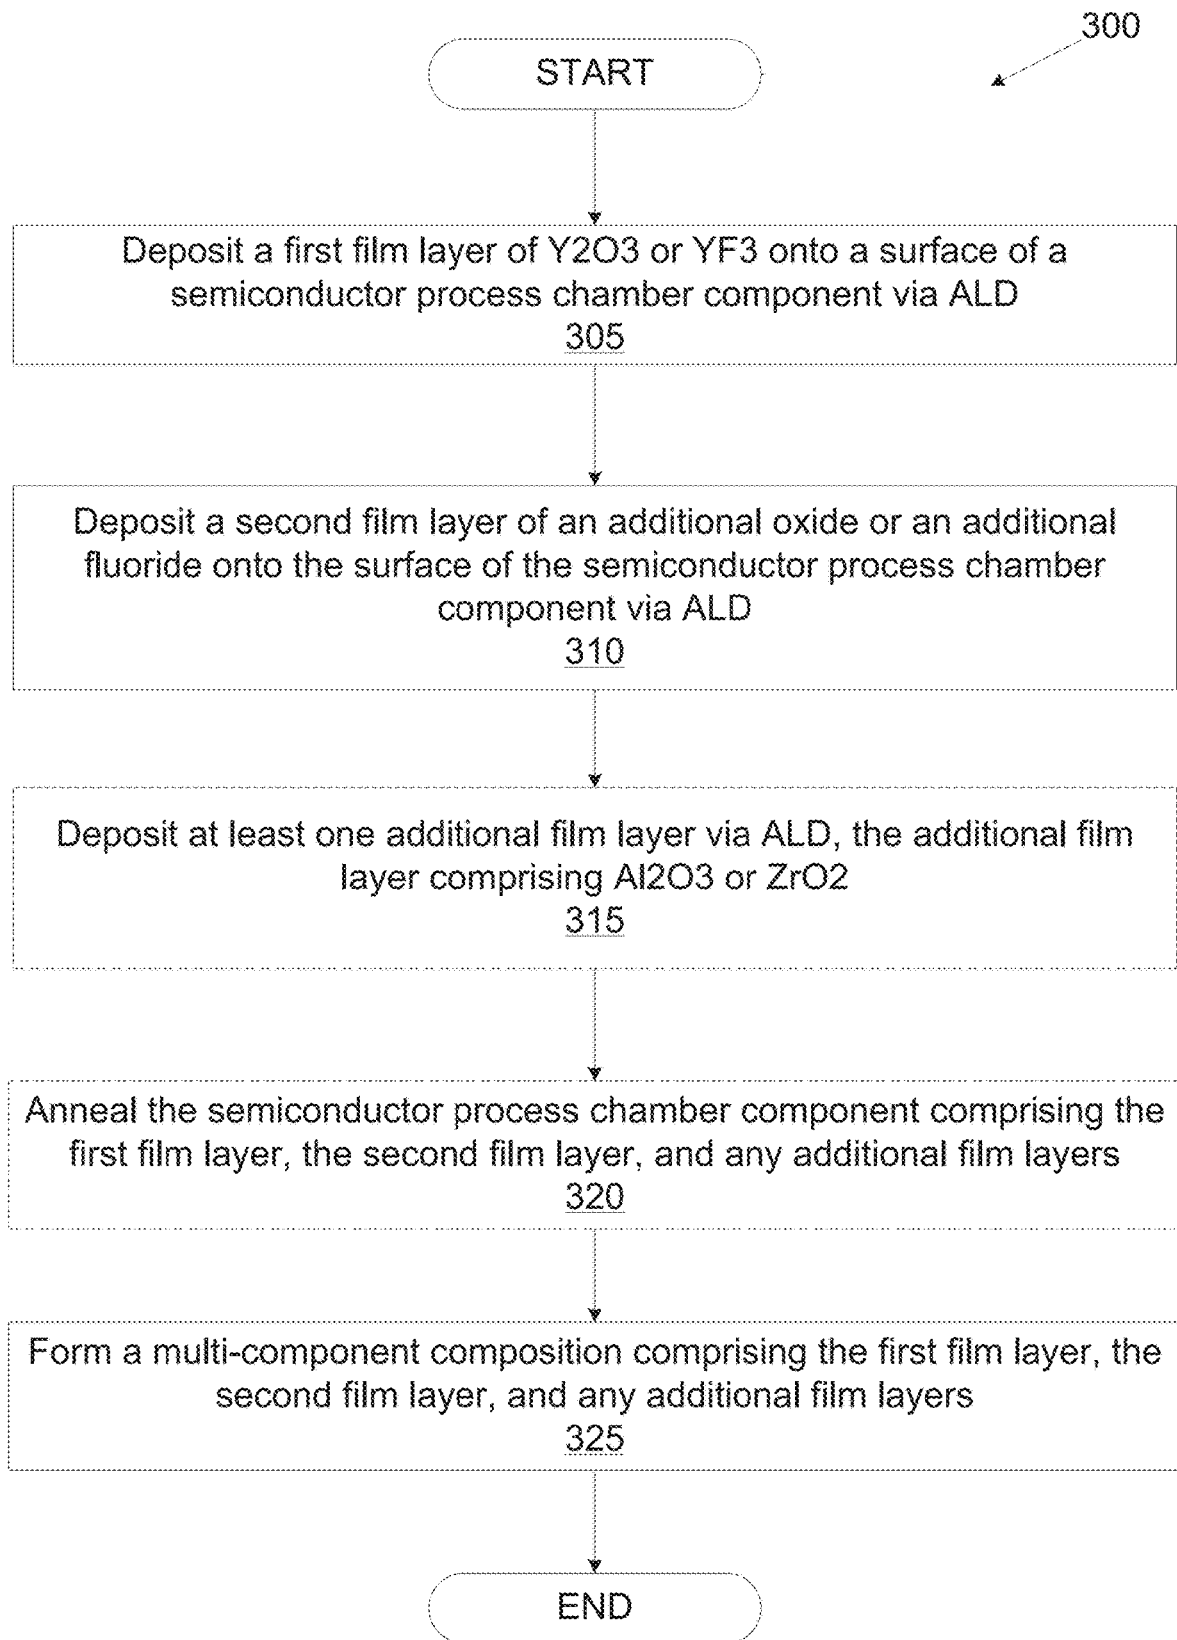 300
START
Deposit a first film layer of Y2O3 or YF3 onto a surface of a
semiconductor process chamber component via ALD
305
Deposit a second film layer of an additional oxide or an additional
fluoride onto the surface of the semiconductor process chamber
component via ALD
310
Deposit at least one additional film layer via ALD, the additional film
layer comprising Al2O3 or ZrO2
315
Anneal the semiconductor process chamber component comprising the
first film layer, the second film layer, and any additional film layers
320
Form a multi-component composition comprising the first film layer, the
second film layer, and any additional film layers
325
END